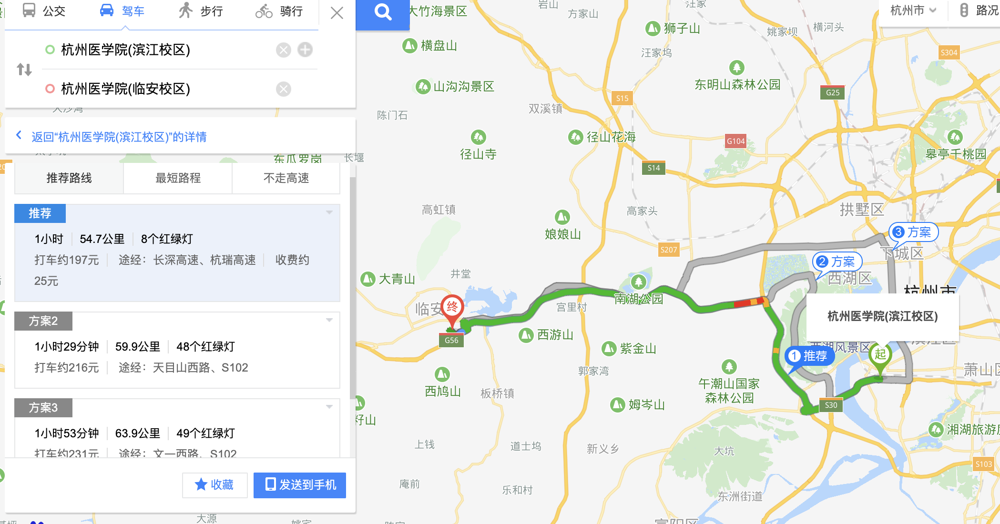 公交
驾车
步行
骑行
杭州医学院(滨江校区)
杭州医学院(临安校区)
返回“杭州医学院(滨江校区)”的详情
推荐路线
最短路程
不走高速
推荐
1小时 54.7公里 8个红绿灯
打车约197元 途经：长深高速、杭瑞高速 收费约
25元
方案2
1小时29分钟 59.9公里 48个红绿灯
打车约216元 途经：天目山西路、S102
方案3
1小时53分钟 63.9公里 49个红绿灯
打车约231元 途经：文一西路、S102
收藏
发送到手机
杭州市
路况
大竹海景区
岩山
方家山
汪家
狮子山
姚家坝
横河头
横盘山
汪家坞
S304
东明山森林公园
山沟沟景区
G25
S15
双溪镇
陈门石
大沙湾
径山寺
径山花海
G104
皋亭千桃园
东瓜罗岗
长堰
S14
高虹镇
高家头
拱墅区
娘娘山
3 方案
S207
下城区
2 方案
西湖区
大青山
井堂
杭州市
南湖公园
临安
终
宫里村
杭州医学院(滨江校区)
G56
西游山
紫金山
西湖风景区
滨江区
1 推荐
起
郭家湾
萧山区
西鸠山
板桥镇
午潮山国家
森林公园
姆岑山
S30
籽山
湘湖旅游度
上钱
道士坞
新义乡
大坑
S103
庵前
乐和村
东洲街道
大源
姚家
富阳区